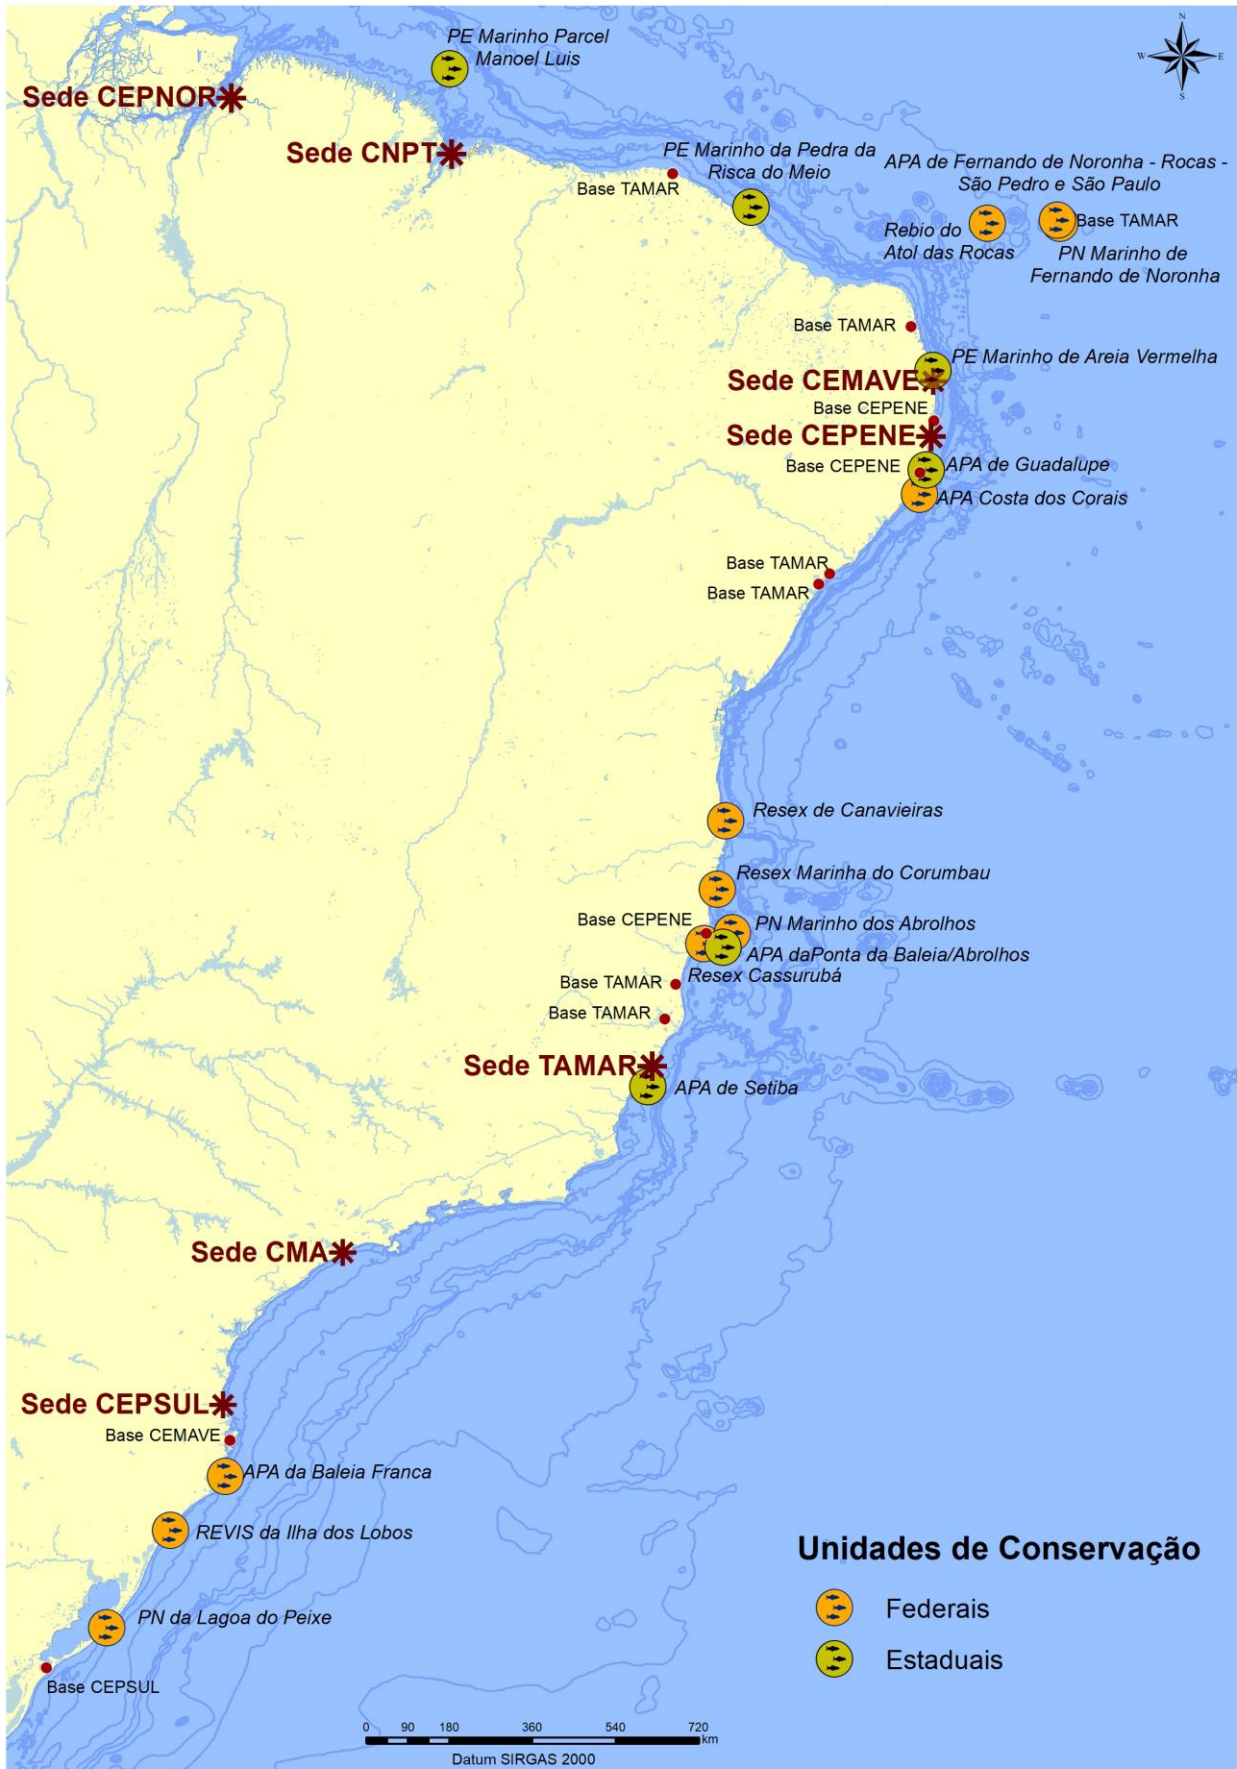 PE Marinho Parcel
Manoel Luis
N
W
E
S
Sede CEPNOR
Sede CNPT
PE Marinho da Pedra da
Risca do Meio
APA de Fernando de Noronha - Rocas -
São Pedro e São Paulo
Base TAMAR
Rebio do
Atol das Rocas
Base TAMAR
PN Marinho de
Fernando de Noronha
Base TAMAR
PE Marinho de Areia Vermelha
Sede CEMAVE
Base CEPENE
Sede CEPENE
Base CEPENE
APA de Guadalupe
APA Costa dos Corais
Base TAMAR
Base TAMAR
Resex de Canavieiras
Resex Marinha do Corumbau
Base CEPENE
PN Marinho dos Abrolhos
APA daPonta da Baleia/Abrolhos
Resex Cassurubá
Base TAMAR
Base TAMAR
Sede TAMAR
APA de Setiba
Sede CMA
Sede CEPSUL
Base CEMAVE
APA da Baleia Franca
REVIS da Ilha dos Lobos
PN da Lagoa do Peixe
Base CEPSUL
Unidades de Conservação
Federais
Estaduais
0 90 180 360 540 720
km
Datum SIRGAS 2000